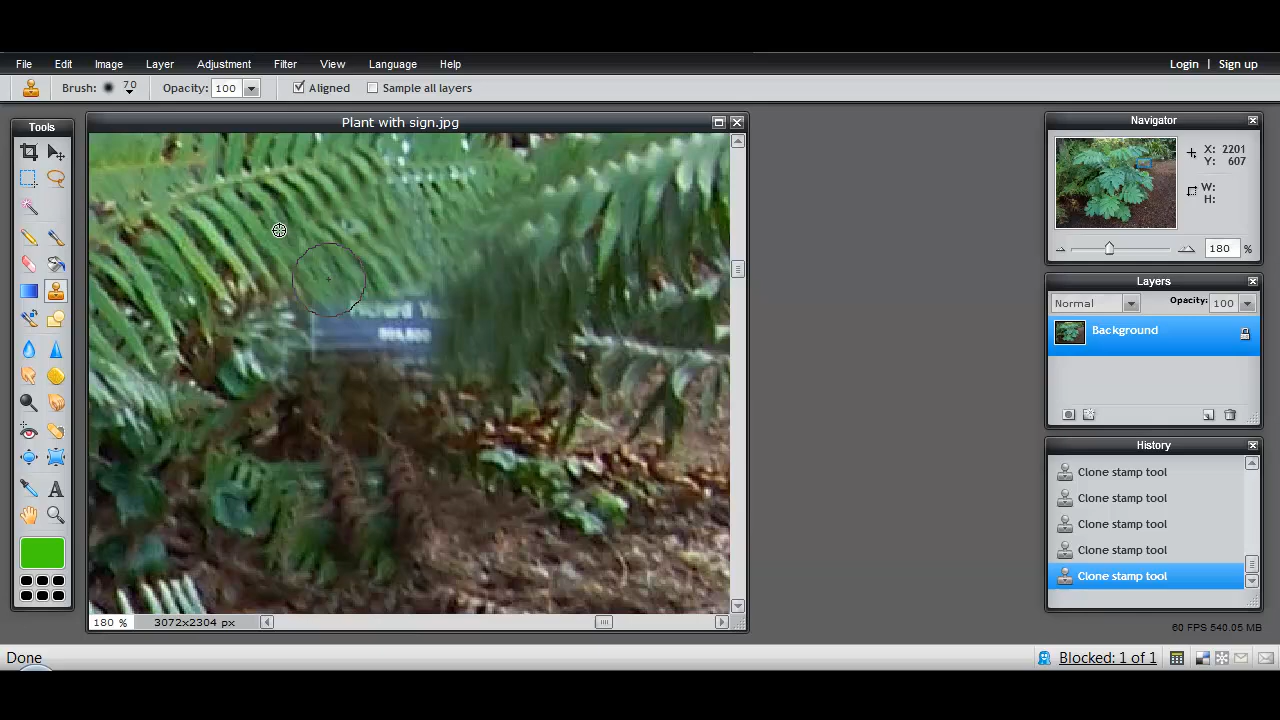 File Edit Image Layer Adjustment Filter View Language Help Login Sign up
Brush: 70 Opacity: 100 Aligned Sample all layers
Tools
Plant with sign.jpg
Navigator
X: 2201
Y: 607
W:
H:
180
Layers
Normal Opacity: 100
Background
History
Clone stamp tool
Clone stamp tool
Clone stamp tool
Clone stamp tool
Clone stamp tool
A
180 % 3072x2304 px
60 FPS 540.05 MB
Done Blocked: 1 of 1